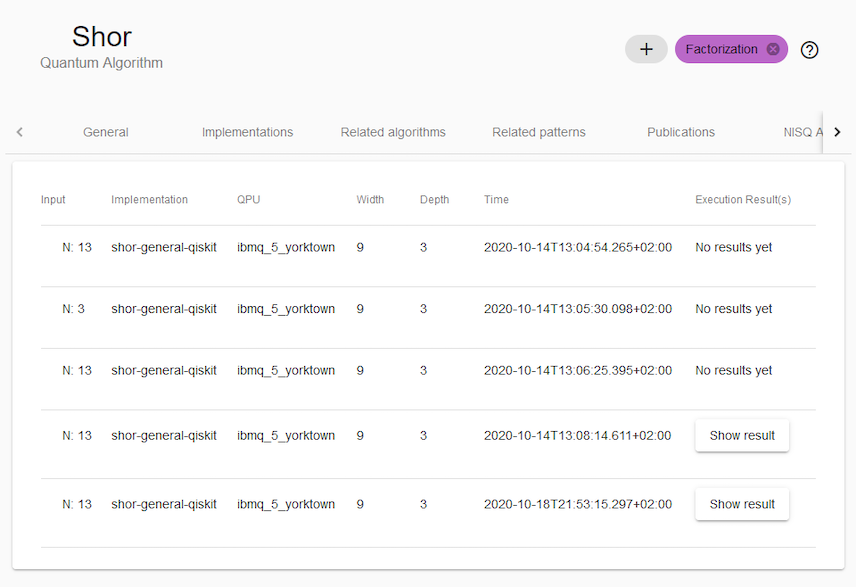 Shor
Quantum Algorithm
+ Factorization
General Implementations Related algorithms Related patterns Publications NISQ A
Input Implementation QPU Width Depth Time Execution Result(s)
N: 13 shor-general-qiskit ibmq_5_yorktown 9 3 2020-10-14T13:04:54.265+02:00 No results yet
N: 3 shor-general-qiskit ibmq_5_yorktown 9 3 2020-10-14T13:05:30.098+02:00 No results yet
N: 13 shor-general-qiskit ibmq_5_yorktown 9 3 2020-10-14T13:06:25.395+02:00 No results yet
N: 13 shor-general-qiskit ibmq_5_yorktown 9 3 2020-10-14T13:08:14.611+02:00 Show result
N: 13 shor-general-qiskit ibmq_5_yorktown 9 3 2020-10-18T21:53:15.297+02:00 Show result